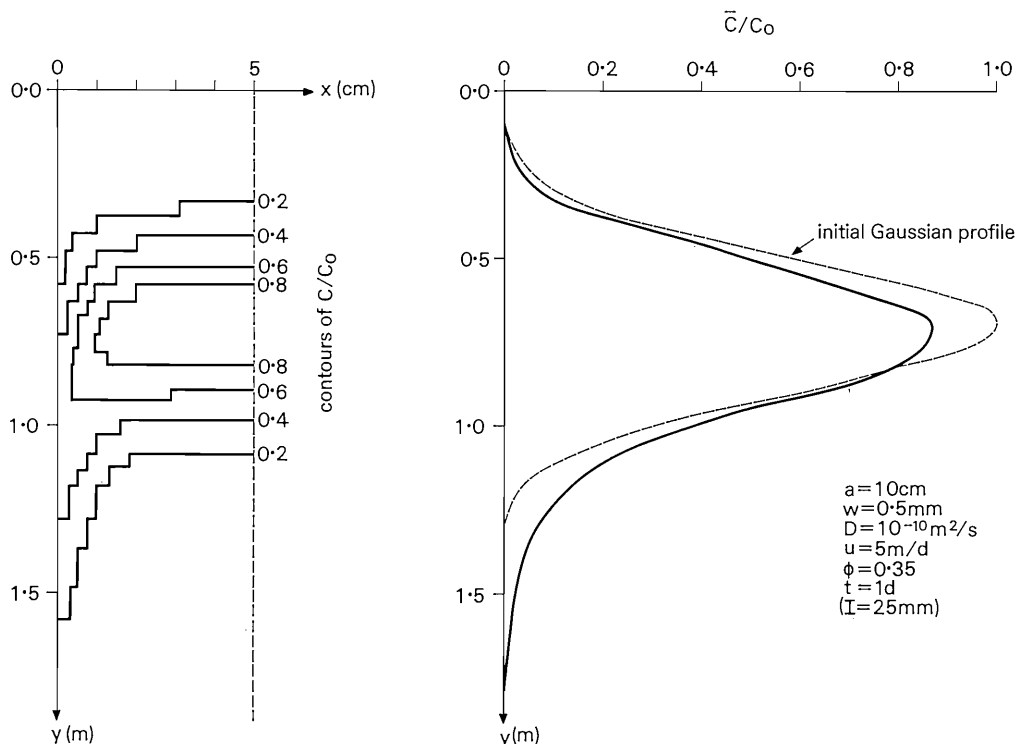 C̄/Co
0 5 x (cm)
0·0
0·5
1·0
1·5
y (m)
0·2
0·4
0·6
0·8
0·8
0·6
0·4
0·2
contours of C/Co
0 0·2 0·4 0·6 0·8 1·0
0·0
0·5
1·0
1·5
y(m)
initial Gaussian profile
a=10cm
w=0·5mm
D=10⁻¹⁰m²/s
u=5m/d
ϕ=0·35
t=1d
(I=25mm)